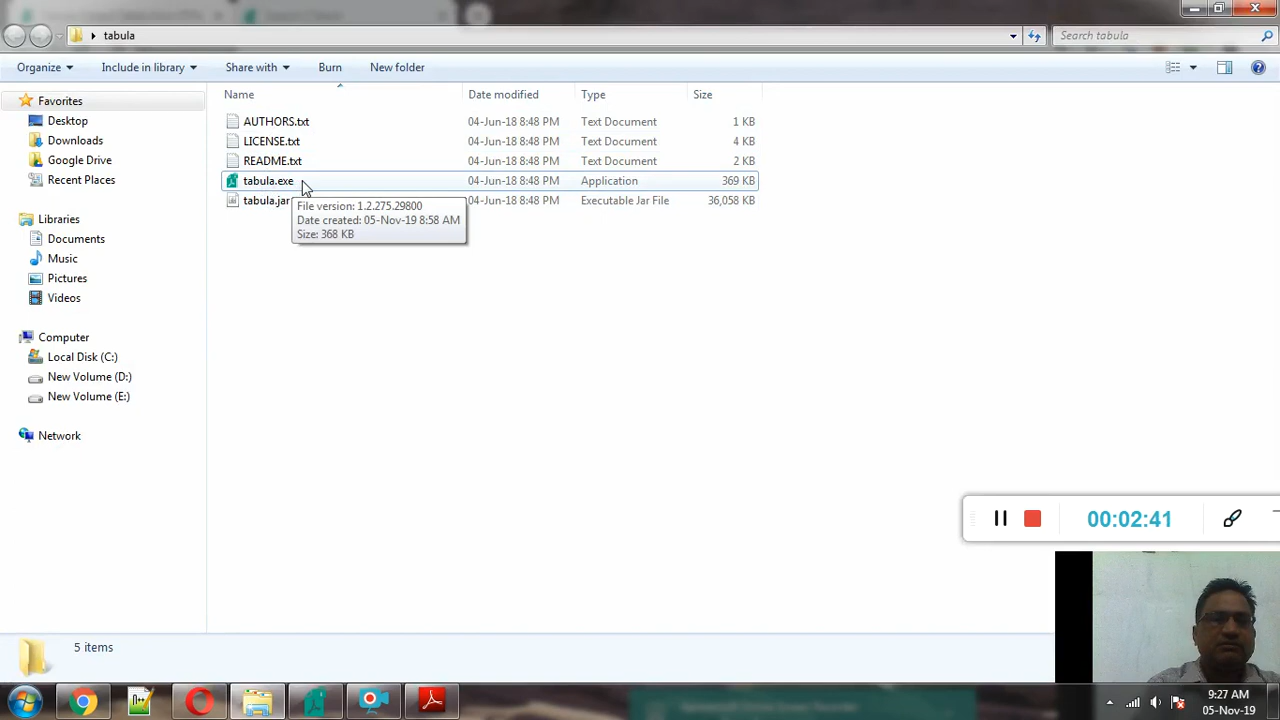 tabula
Search tabula
Organize
Include in library
Share with
Burn
New folder
Name
Date modified
Type
Size
Favorites
Desktop
Downloads
Google Drive
Recent Places
Libraries
Documents
Music
Pictures
Videos
Computer
Local Disk (C:)
New Volume (D:)
New Volume (E:)
Network
AUTHORS.txt 04-Jun-18 8:48 PM Text Document 1 KB
LICENSE.txt 04-Jun-18 8:48 PM Text Document 4 KB
README.txt 04-Jun-18 8:48 PM Text Document 2 KB
tabula.exe 04-Jun-18 8:48 PM Application 369 KB
tabula.jar 04-Jun-18 8:48 PM Executable Jar File 36,058 KB
File version: 1.2.275.29800
Date created: 05-Nov-19 8:58 AM
Size: 368 KB
00:02:41
5 items
9:27 AM
05-Nov-19